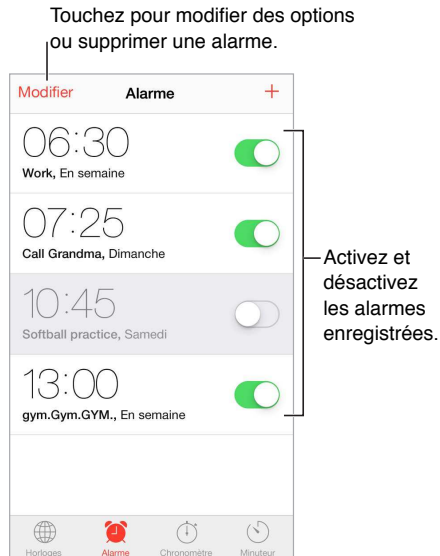 Touchez pour modifier des options
ou supprimer une alarme.
Modifier Alarme +
06:30
Work, En semaine
07:25
Call Grandma, Dimanche
10:45
Softball practice, Samedi
13:00
gym.Gym.GYM., En semaine
Activez et
désactivez
les alarmes
enregistrées.
Horloges Alarme Chronomètre Minuteur